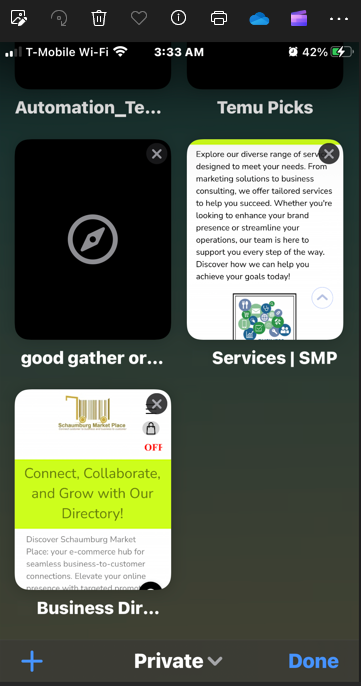 T-Mobile Wi-Fi 3:33 AM 42%
Automation_Te... Temu Picks
Explore our diverse range of serv
designed to meet your needs. From
marketing solutions to business
consulting, we offer tailored services
to help you succeed. Whether you're
looking to enhance your brand
presence or streamline your
operations, our team is here to
support you every step of the way.
Discover how we can help you
achieve your goals today!
good gather or... Services | SMP
Schaumburg Market Place
OFF
Connect, Collaborate,
and Grow with Our
Directory!
Discover Schaumburg Market
Place: your e-commerce hub for
seamless business-to-customer
connections. Elevate your online
presence with targeted
Business Dir...
Private
Done